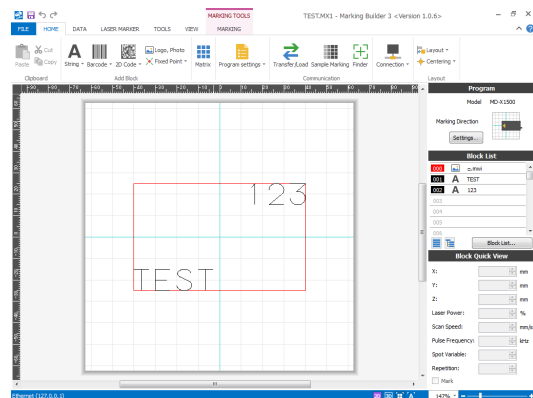 MARKING TOOLS
TEST.MX1 - Marking Builder 3 <Version 1.0.6>
FILE HOME DATA LASER MARKER TOOLS VIEW MARKING
Paste Cut Copy
String Barcode 2D Code Logo, Photo Fixed Point
Matrix Program settings
Transfer/Load Sample Marking Finder Connection
Layout
Centering
Clipboard Add Block Communication Layout
Program
Model MD-X1500
Marking Direction
Settings...
Block List
000
001 A TEST
002 A 123
003
004
005
006
Block List...
Block Quick View
X: mm
Y: mm
Z: mm
Laser Power: %
Scan Speed: mm/s
Pulse Frequency: kHz
Spot Variable:
Repetition:
Mark
123
TEST
Ethernet [127.0.0.1]
2D 3D
147%